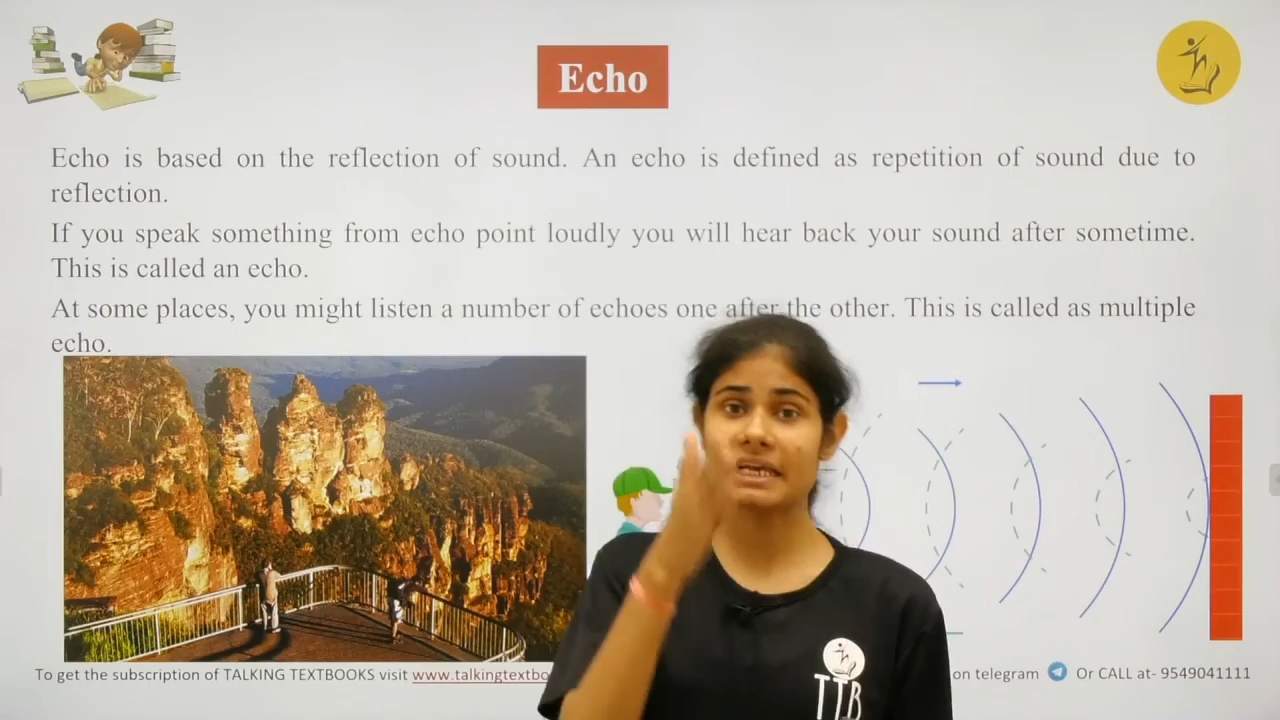 Echo
Echo is based on the reflection of sound. An echo is defined as repetition of sound due to
reflection.
If you speak something from echo point loudly you will hear back your sound after sometime.
This is called an echo.
At some places, you might listen a number of echoes one after the other. This is called as multiple
echo.
To get the subscription of TALKING TEXTBOOKS visit www.talkingtextbo
on telegram Or CALL at- 9549041111
TTB